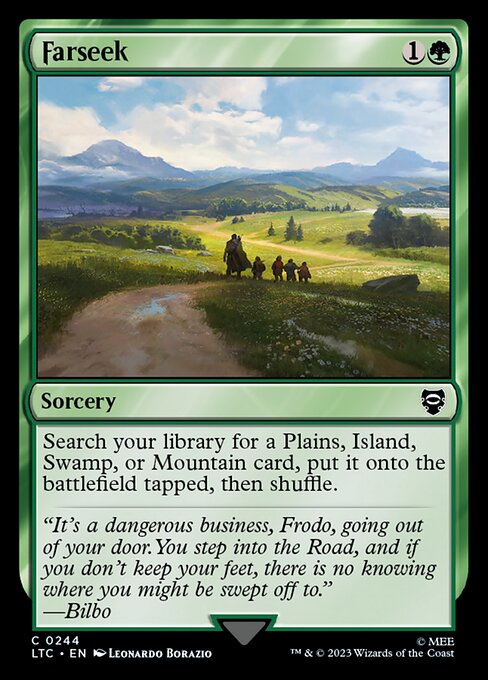 Farseek 1
Sorcery
Search your library for a Plains, Island,
Swamp, or Mountain card, put it onto the
battlefield tapped, then shuffle.
“It’s a dangerous business, Frodo, going out
of your door. You step into the Road, and if
you don’t keep your feet, there is no knowing
where you might be swept off to.”
—Bilbo
C 0244
LTC • EN Leonardo Borazio
© MEE
™ & © 2023 Wizards of the Coast